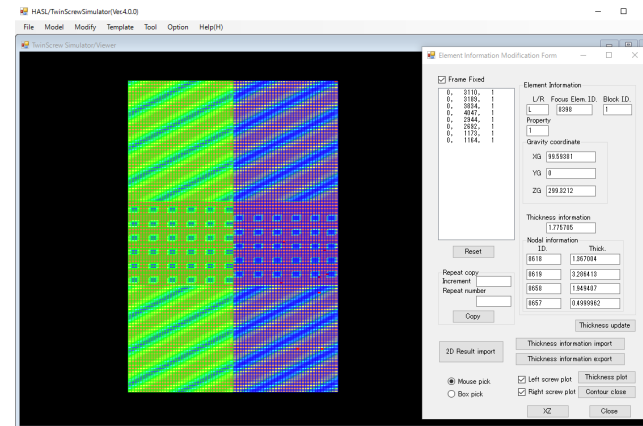 HASL/TwinScrewSimulator(Ver.4.0.0)
File Model Modify Template Tool Option Help(H)
TwinScrew Simulator/Viewer
Element Information Modification Form
Frame Fixed
0, 3110, 1
0, 3189, 1
0, 3834, 1
0, 4047, 1
0, 2944, 1
0, 2692, 1
0, 1173, 1
0, 1164, 1
Reset
Repeat copy
Increment
Repeat number
Copy
2D Result import
Mouse pick
Box pick
Element Information
L/R Focus Elem. ID. Block ID.
L 8398 1
Property
1
Gravity coordinate
XG 99.59381
YG 0
ZG 299.3212
Thickness information
1.775705
Nodal information
ID. Thick.
8618 1.367004
8619 3.286413
8658 1.949407
8657 0.4999962
Thickness update
Thickness information import
Thickness information export
Left screw plot Thickness plot
Right screw plot Contour close
XZ Close